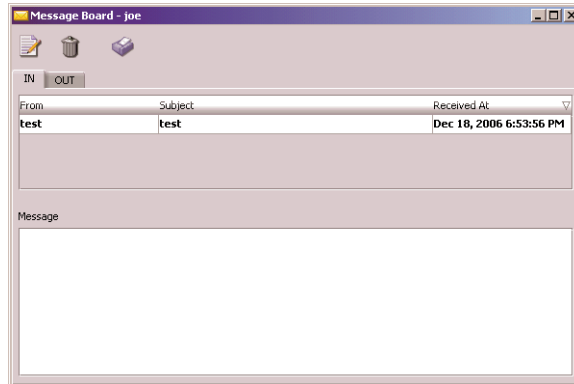 Message Board - joe
IN OUT
From Subject Received At
test test Dec 18, 2006 6:53:56 PM
Message